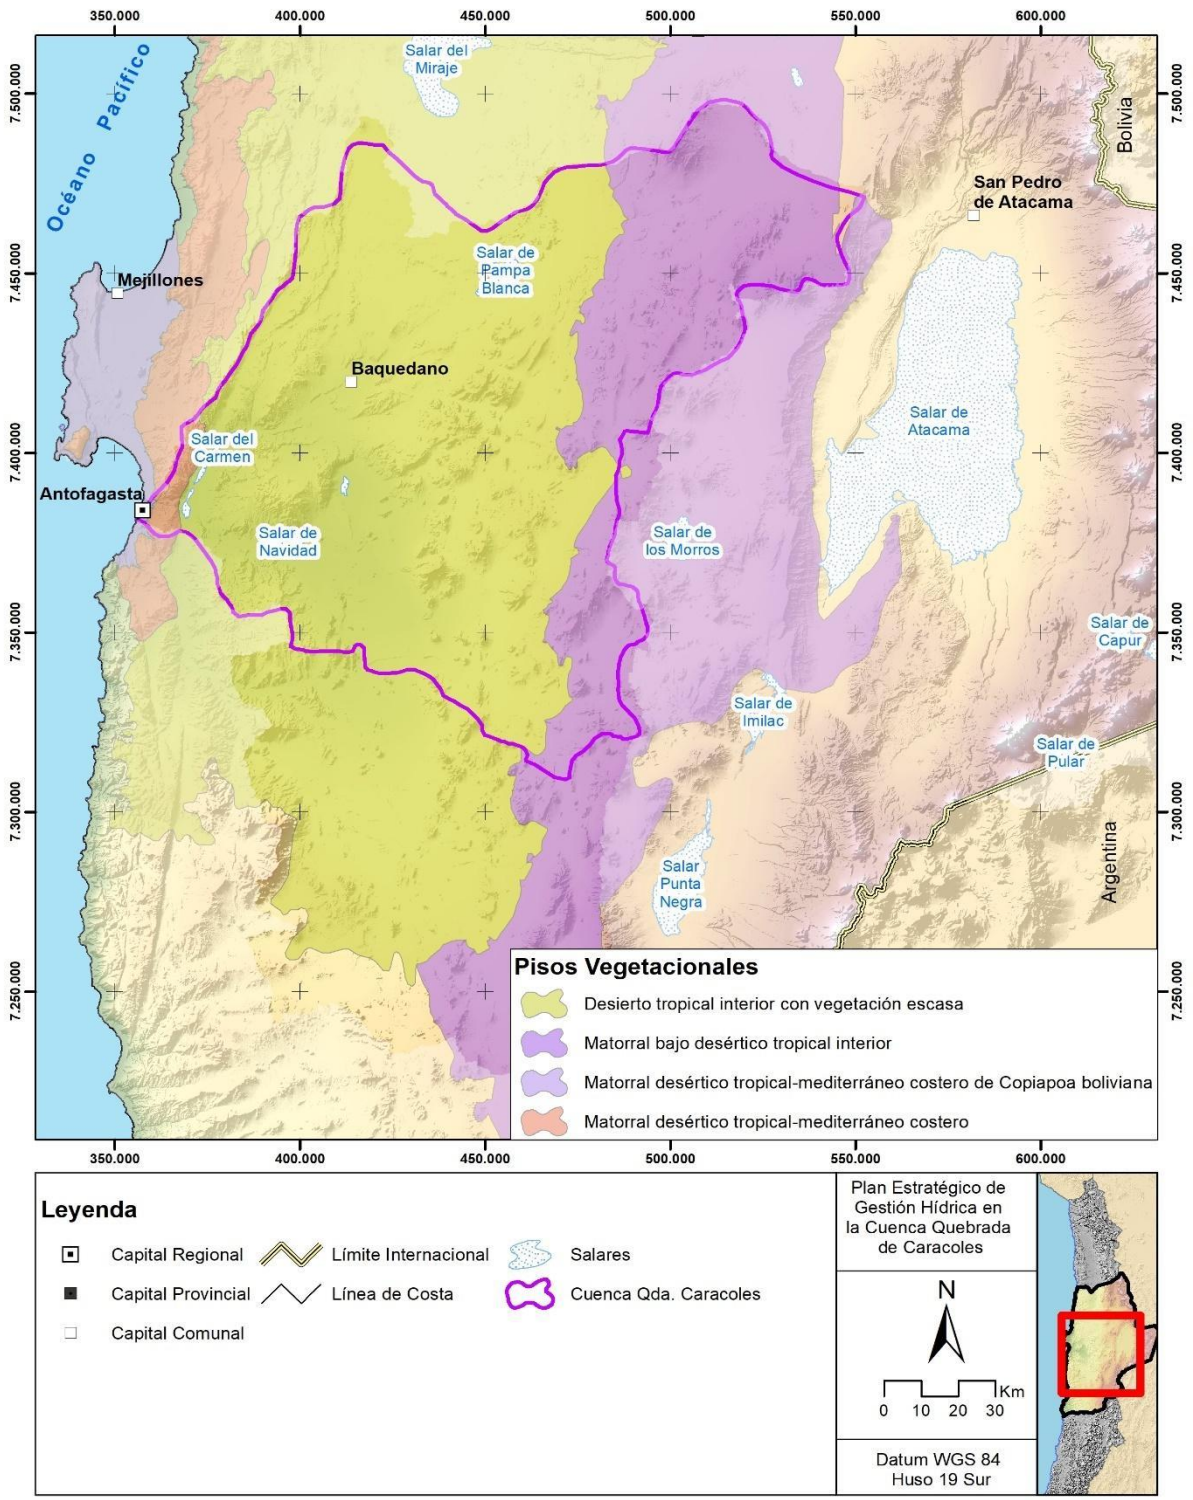 350.000
400.000
450.000
500.000
550.000
600.000
7.500.000
7.450.000
7.400.000
7.350.000
7.300.000
7.250.000
7.500.000
7.450.000
7.400.000
7.350.000
7.300.000
7.250.000
Océano Pacífico
Salar del
Miraje
Bolivia
San Pedro
de Atacama
Salar de
Pampa
Blanca
Mejillones
Baquedano
Salar de
Atacama
Salar del
Carmen
Antofagasta
Salar de
Navidad
Salar de
los Morros
Salar de
Capur
Salar de
Imilac
Salar de
Pular
Salar
Punta
Negra
Argentina
Pisos Vegetacionales
Desierto tropical interior con vegetación escasa
Matorral bajo desértico tropical interior
Matorral desértico tropical-mediterráneo costero de Copiapoa boliviana
Matorral desértico tropical-mediterráneo costero
350.000
400.000
450.000
500.000
550.000
600.000
Leyenda
Capital Regional
Límite Internacional
Salares
Capital Provincial
Línea de Costa
Cuenca Qda. Caracoles
Capital Comunal
Plan Estratégico de
Gestión Hídrica en
la Cuenca Quebrada
de Caracoles
N
Km
0 10 20 30
Datum WGS 84
Huso 19 Sur